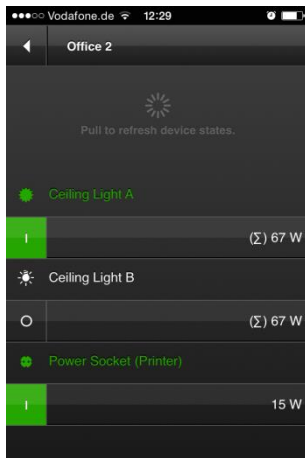 Vodafone.de 12:29
Office 2
Pull to refresh device states.
Ceiling Light A
I
(∑) 67 W
Ceiling Light B
O
(∑) 67 W
Power Socket (Printer)
I
15 W